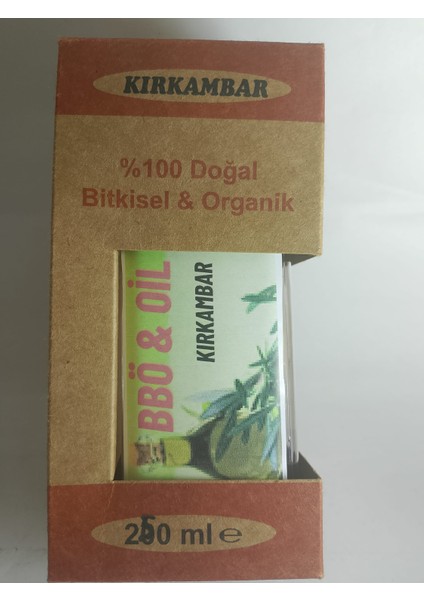 KIRKAMBAR
%100 Doğal
Bitkisel & Organik
BBÖ & OİL
KIRKAMBAR
250 ml e